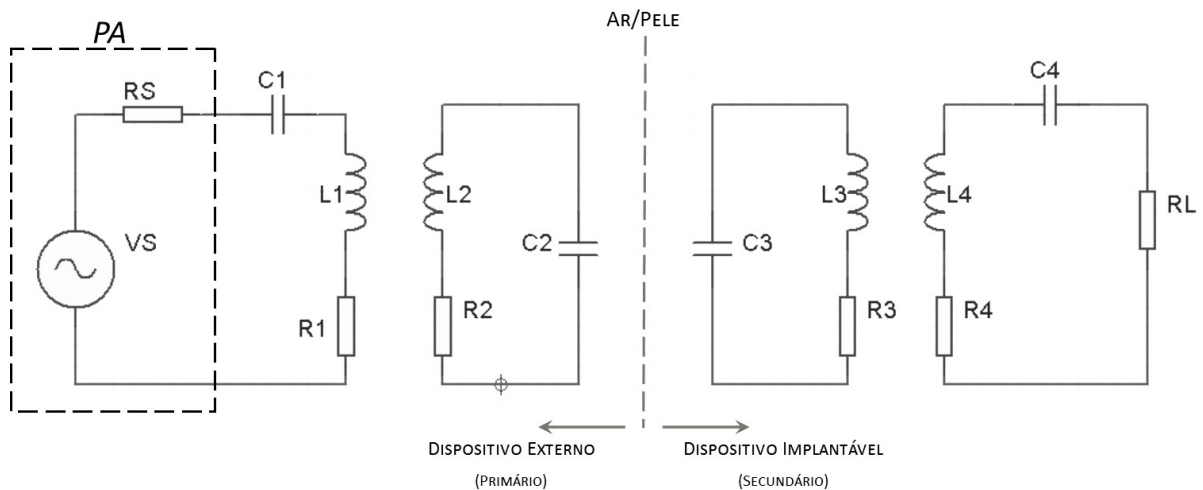 AR/PELE
PA
RS
C1
C4
L1
L2
L3
L4
RL
VS
C2
C3
R1
R2
R3
R4
DISPOSITIVO EXTERNO
(PRIMÁRIO)
DISPOSITIVO IMPLANTÁVEL
(SECUNDÁRIO)